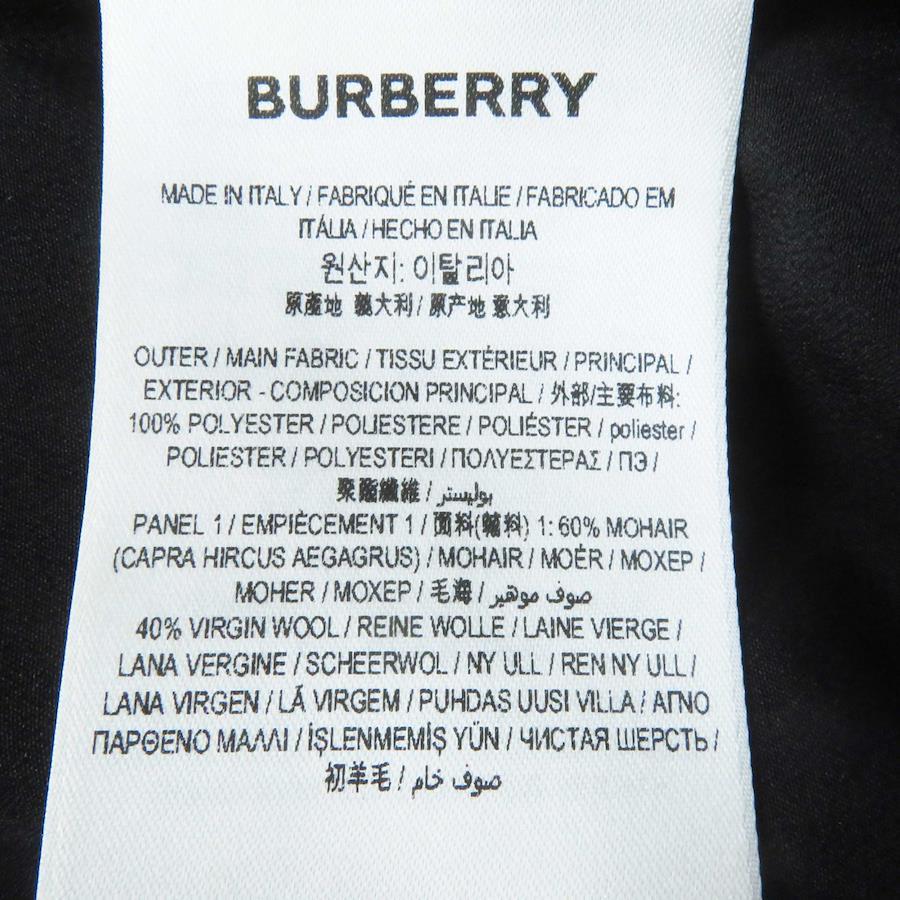 BURBERRY
MADE IN ITALY / FABRIQUÉ EN ITALIE / FABRICADO EM
ITÁLIA / HECHO EN ITALIA
원산지: 이탈리아
原產地 義大利 / 原产地 意大利
OUTER / MAIN FABRIC / TISSU EXTÉRIEUR / PRINCIPAL /
EXTERIOR - COMPOSICION PRINCIPAL / 外部/主要布料:
100% POLYESTER / POLIESTERE / POLIÉSTER / poliester /
POLIESTER / POLYESTERI / ΠΟΛΥΕΣΤΕΡΑΣ / ПЭ /
聚酯纖維 / بوليستر
PANEL 1 / EMPIÈCEMENT 1 / 面料(輔料) 1: 60% MOHAIR
(CAPRA HIRCUS AEGAGRUS) / MOHAIR / MOÈR / MOXEP /
MOHER / MOXEP / 毛海 / صوف موهير
40% VIRGIN WOOL / REINE WOLLE / LAINE VIERGE /
LANA VERGINE / SCHEERWOL / NY ULL / REN NY ULL /
LANA VIRGEN / LÃ VIRGEM / PUHDAS UUSI VILLA / ΑΓΝΟ
ΠΑΡΘΕΝΟ ΜΑΛΛΙ / İŞLENMEMİŞ YÜN / ЧИСТАЯ ШЕРСТЬ /
初羊毛 / صوف خام